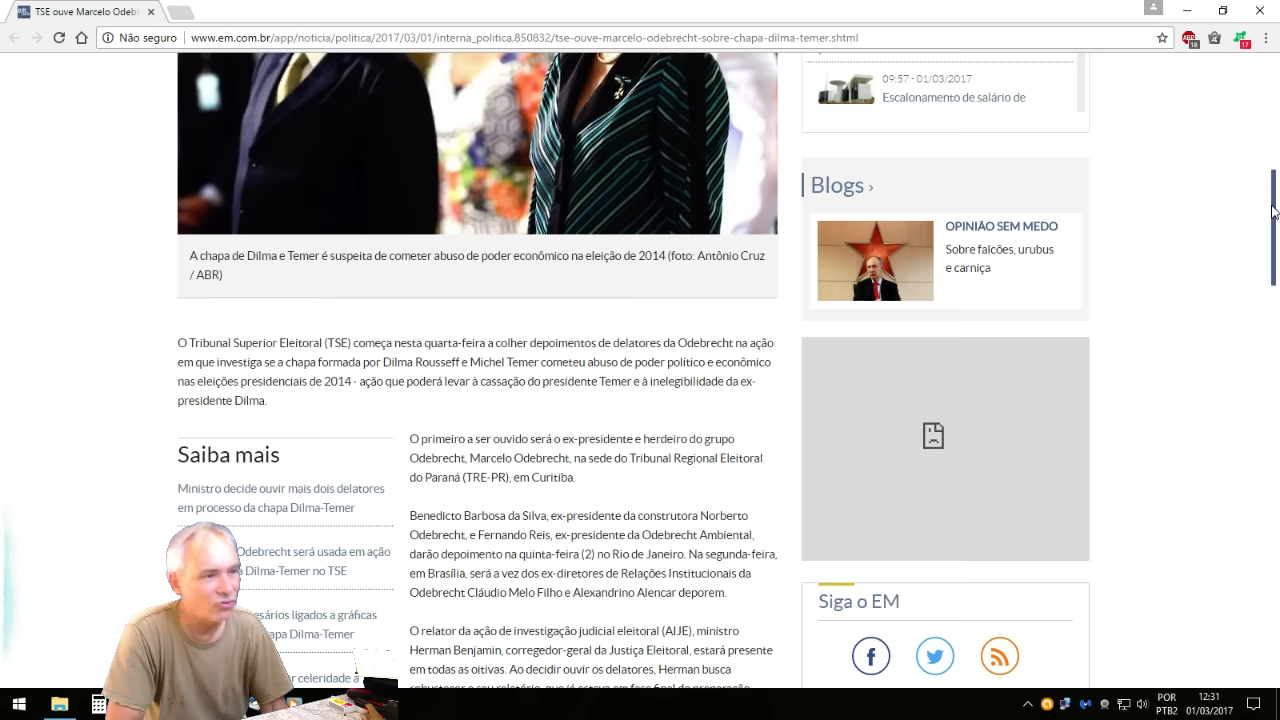 TSE ouve Marcelo Odeb
Não seguro
www.em.com.br/app/noticia/politica/2017/03/01/interna_politica,850832/tse-ouve-marcelo-odebrecht-sobre-chapa-dilma-temer.shtml
18
17
A chapa de Dilma e Temer é suspeita de cometer abuso de poder econômico na eleição de 2014 (foto: Antônio Cruz
/ ABR)
O Tribunal Superior Eleitoral (TSE) começa nesta quarta-feira a colher depoimentos de delatores da Odebrecht na ação
em que investiga se a chapa formada por Dilma Rousseff e Michel Temer cometeu abuso de poder político e econômico
nas eleições presidenciais de 2014 - ação que poderá levar à cassação do presidente Temer e à inelegibilidade da ex-
presidente Dilma.
Saiba mais
Ministro decide ouvir mais dois delatores
em processo da chapa Dilma-Temer
Odebrecht será usada em ação
Dilma-Temer no TSE
esários ligados a gráficas
chapa Dilma-Temer
r celeridade a
O primeiro a ser ouvido será o ex-presidente e herdeiro do grupo
Odebrecht, Marcelo Odebrecht, na sede do Tribunal Regional Eleitoral
do Paraná (TRE-PR), em Curitiba.
Benedicto Barbosa da Silva, ex-presidente da construtora Norberto
Odebrecht, e Fernando Reis, ex-presidente da Odebrecht Ambiental,
darão depoimento na quinta-feira (2) no Rio de Janeiro. Na segunda-feira,
em Brasília, será a vez dos ex-diretores de Relações Institucionais da
Odebrecht Cláudio Melo Filho e Alexandrino Alencar deporem.
O relator da ação de investigação judicial eleitoral (AIJE), ministro
Herman Benjamin, corregedor-geral da Justiça Eleitoral, estará presente
em todas as oitivas. Ao decidir ouvir os delatores, Herman busca
09:57 - 01/03/2017
Escalonamento de salário de
Blogs ›
OPINIÃO SEM MEDO
Sobre falcões, urubus
e carniça
Siga o EM
POR
PTB2
12:31
01/03/2017